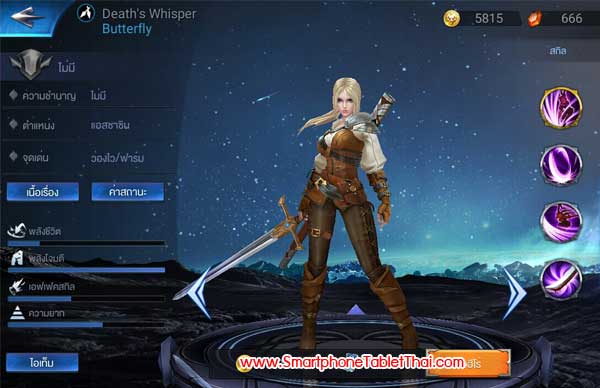 Death's Whisper
Butterfly
5815
666
สกิล
ไม่มี
ความชำนาญ ไม่มี
ตำแหน่ง แอสซาซิน
จุดเด่น ว่องไว/ฟาร์ม
เนื้อเรื่อง
ค่าสถานะ
พลังชีวิต
พลังโจมตี
เอฟเฟคสกิล
ความยาก
ไอเท็ม
www.SmartphoneTabletThai.com